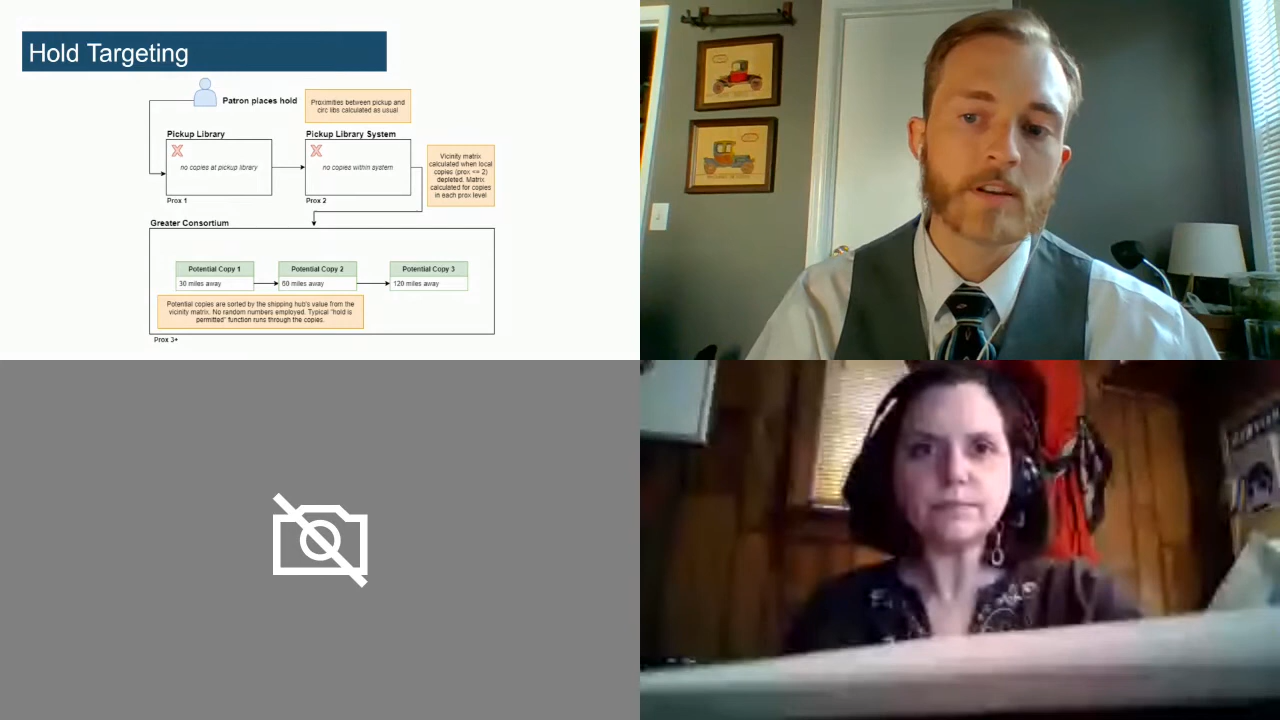 Hold Targeting
Patron places hold
Proximities between pickup and
circ libs calculated as usual
Pickup Library
Pickup Library System
no copies at pickup library
no copies within system
Vicinity matrix
calculated when local
copies (prox <= 2)
depleted. Matrix
calculated for copies
in each prox level
Prox 1
Prox 2
Greater Consortium
Potential Copy 1
Potential Copy 2
Potential Copy 3
30 miles away
60 miles away
120 miles away
Potential copies are sorted by the shipping hub's value from the
vicinity matrix. No random numbers employed. Typical "hold is
permitted" function runs through the copies.
Prox 3+